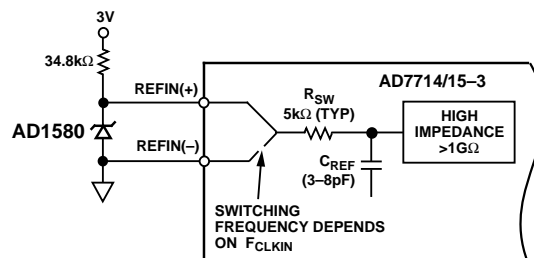 3V
34.8kΩ
REFIN(+)
AD1580
REFIN(–)
AD7714/15–3
RSW
5kΩ (TYP)
HIGH
IMPEDANCE
>1GΩ
CREF
(3–8pF)
SWITCHING
FREQUENCY DEPENDS
ON FCLKIN